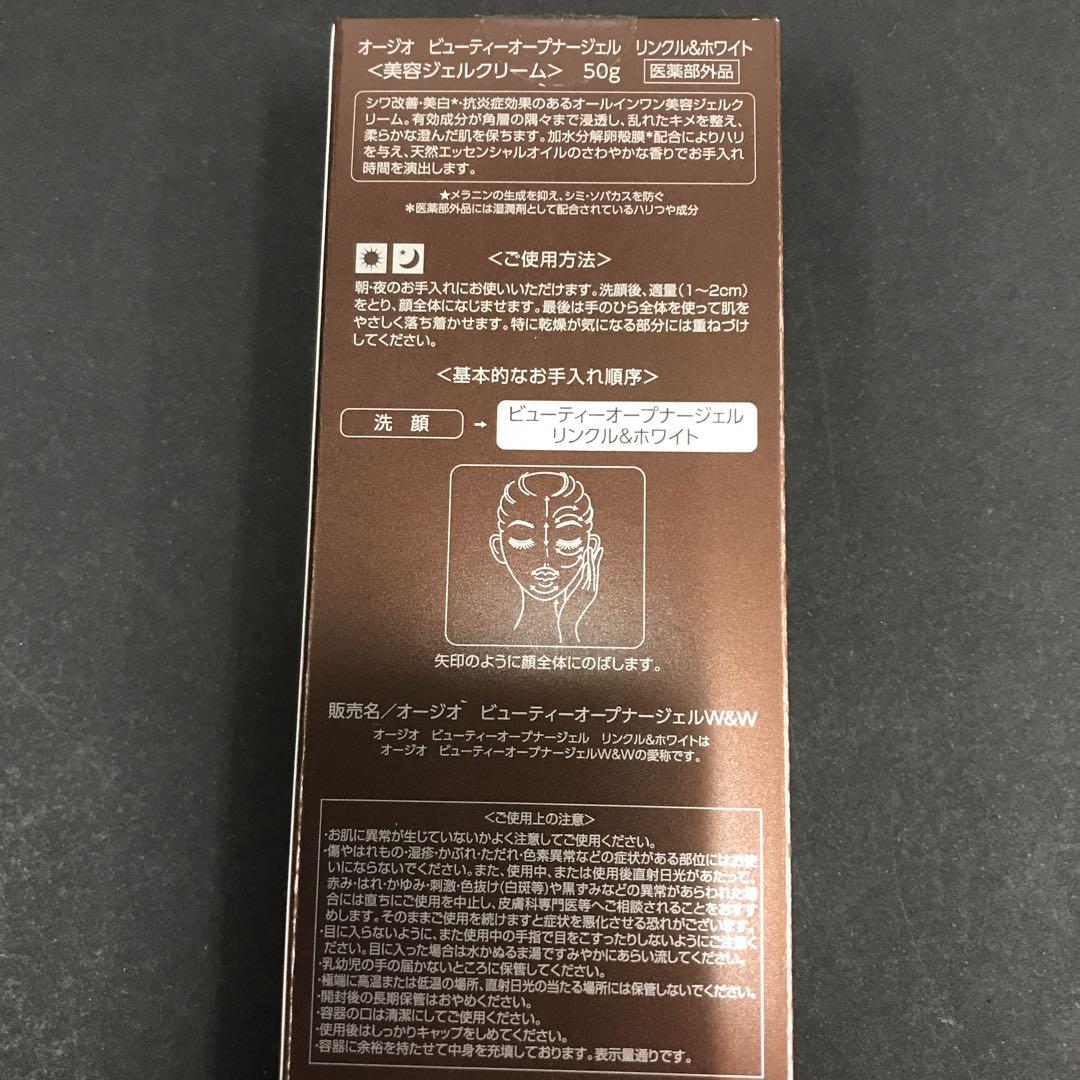 オージオ ビューティーオープナージェル リンクル&ホワイト
＜美容ジェルクリーム＞ 50g 医薬部外品
シワ改善・美白★・抗炎症効果のあるオールインワン美容ジェルク
リーム。有効成分が角層の隅々まで浸透し、乱れたキメを整え、
柔らかな澄んだ肌を保ちます。加水分解卵殻膜＊配合によりハリ
を与え、天然エッセンシャルオイルのさわやかな香りでお手入れ
時間を演出します。
★メラニンの生成を抑え、シミ・ソバカスを防ぐ
＊医薬部外品には湿潤剤として配合されているハリつや成分
＜ご使用方法＞
朝・夜のお手入れにお使いいただけます。洗顔後、適量（1〜2cm）
をとり、顔全体になじませます。最後は手のひら全体を使って肌を
やさしく落ち着かせます。特に乾燥が気になる部分には重ねづけ
してください。
＜基本的なお手入れ順序＞
洗 顔 → ビューティーオープナージェル
リンクル&ホワイト
矢印のように顔全体にのばします。
販売名／オージオ ビューティーオープナージェルW&W
オージオ ビューティーオープナージェル リンクル&ホワイトは
オージオ ビューティーオープナージェルW&Wの愛称です。
＜ご使用上の注意＞
・お肌に異常が生じていないかよく注意してご使用ください。
・傷やはれもの・湿疹・かぶれ・ただれ・色素異常などの症状がある部位にはお使
いにならないでください。また、使用中、または使用後直射日光があたって、
赤み・はれ・かゆみ・刺激・色抜け（白斑等）や黒ずみなどの異常があらわれた場
合には直ちにご使用を中止し、皮膚科専門医等へご相談されることをおすす
めします。そのままご使用を続けますと症状を悪化させる恐れがございます。
・目に入らないように、また使用中の手指で目をこすったりしないようにご注意く
ださい。目に入った場合は水かぬるま湯ですみやかにあらい流してください。
・乳幼児の手の届かないところに保管してください。
・極端に高温または低温の場所、直射日光の当たる場所には保管しないでください。
・開封後の長期保管はおやめください。
・容器の口は清潔にしてご使用ください。
・使用後はしっかりキャップをしめてください。
・容器に余裕を持たせて中身を充填しております。表示量通りです。